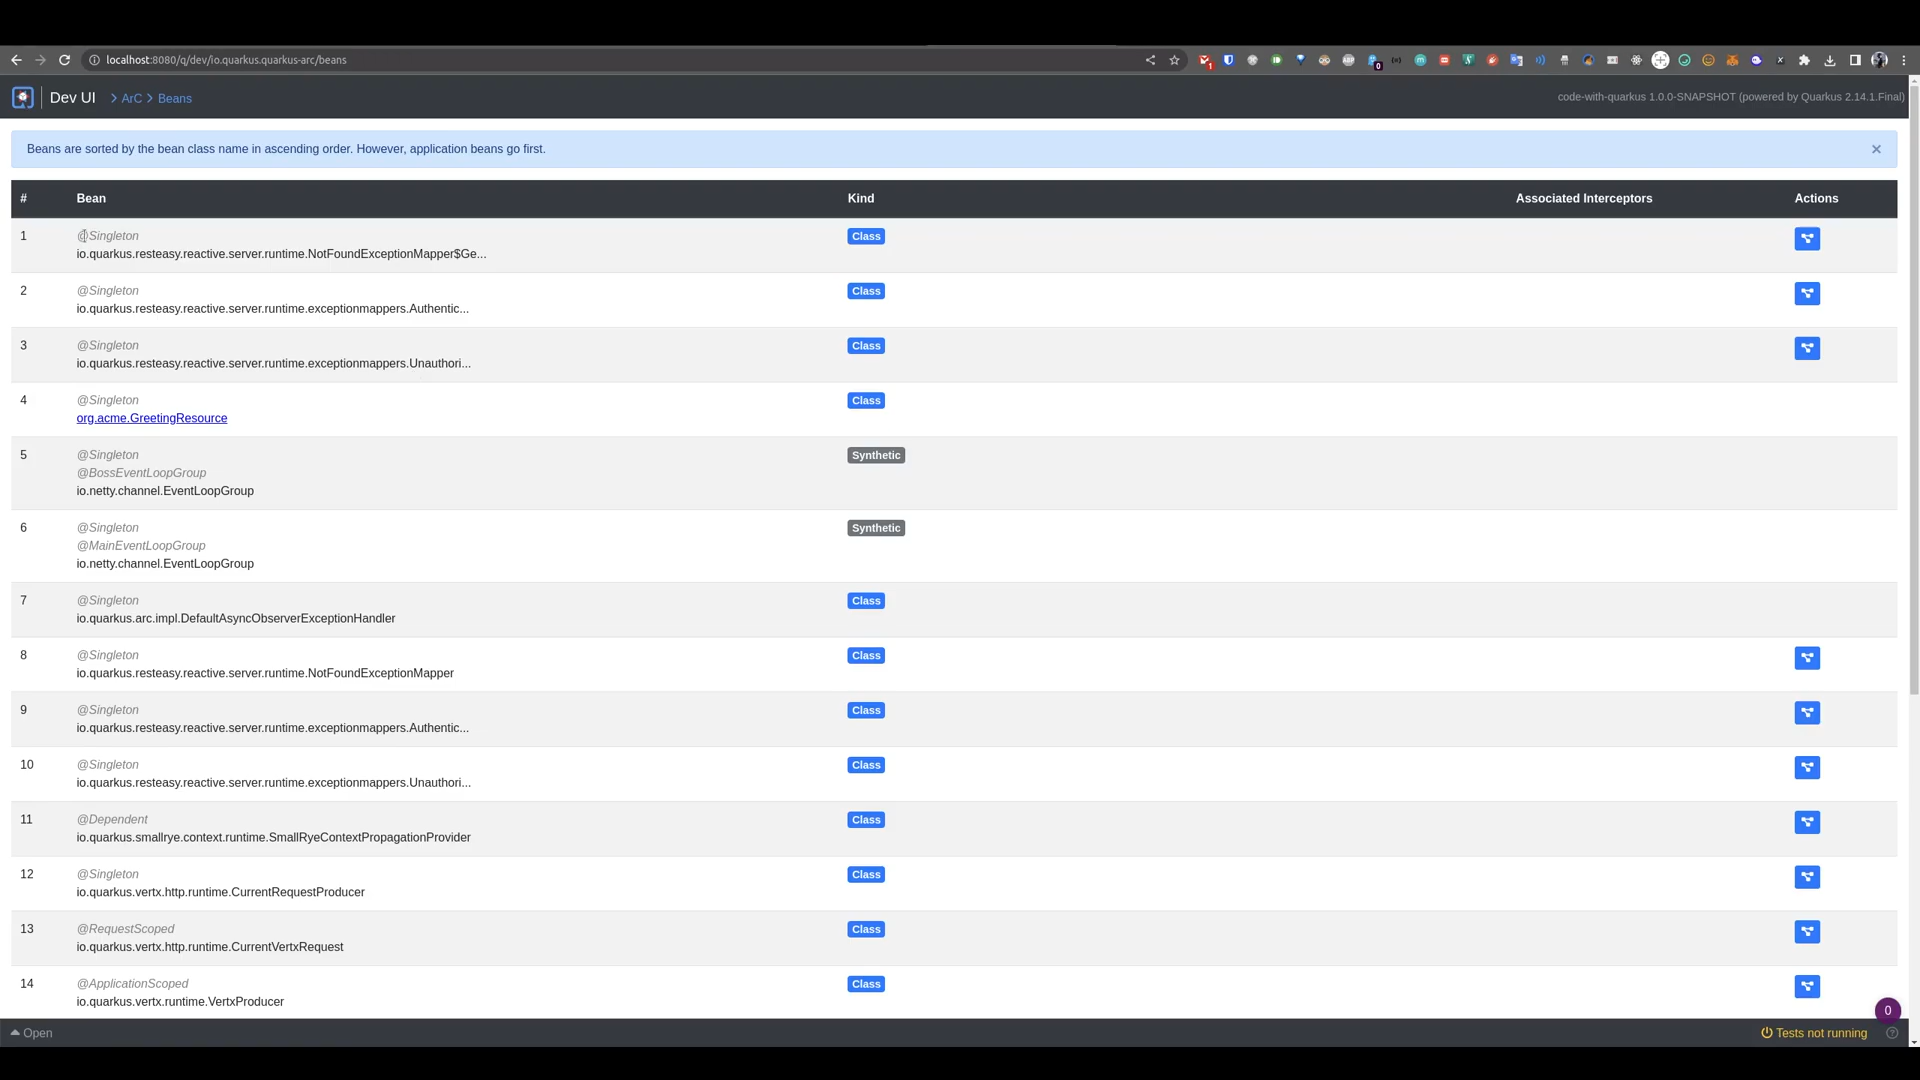 localhost:8080/q/dev/io.quarkus.quarkus-arc/beans
Dev UI > ArC > Beans
code-with-quarkus 1.0.0-SNAPSHOT (powered by Quarkus 2.14.1.Final)
Beans are sorted by the bean class name in ascending order. However, application beans go first.
# Bean Kind Associated Interceptors Actions
1 @Singleton Class
io.quarkus.resteasy.reactive.server.runtime.NotFoundExceptionMapper$Ge...
2 @Singleton Class
io.quarkus.resteasy.reactive.server.runtime.exceptionmappers.Authentic...
3 @Singleton Class
io.quarkus.resteasy.reactive.server.runtime.exceptionmappers.Unauthori...
4 @Singleton Class
org.acme.GreetingResource
5 @Singleton Synthetic
@BossEventLoopGroup
io.netty.channel.EventLoopGroup
6 @Singleton Synthetic
@MainEventLoopGroup
io.netty.channel.EventLoopGroup
7 @Singleton Class
io.quarkus.arc.impl.DefaultAsyncObserverExceptionHandler
8 @Singleton Class
io.quarkus.resteasy.reactive.server.runtime.NotFoundExceptionMapper
9 @Singleton Class
io.quarkus.resteasy.reactive.server.runtime.exceptionmappers.Authentic...
10 @Singleton Class
io.quarkus.resteasy.reactive.server.runtime.exceptionmappers.Unauthori...
11 @Dependent Class
io.quarkus.smallrye.context.runtime.SmallRyeContextPropagationProvider
12 @Singleton Class
io.quarkus.vertx.http.runtime.CurrentRequestProducer
13 @RequestScoped Class
io.quarkus.vertx.http.runtime.CurrentVertxRequest
14 @ApplicationScoped Class
io.quarkus.vertx.runtime.VertxProducer
0
Open Tests not running